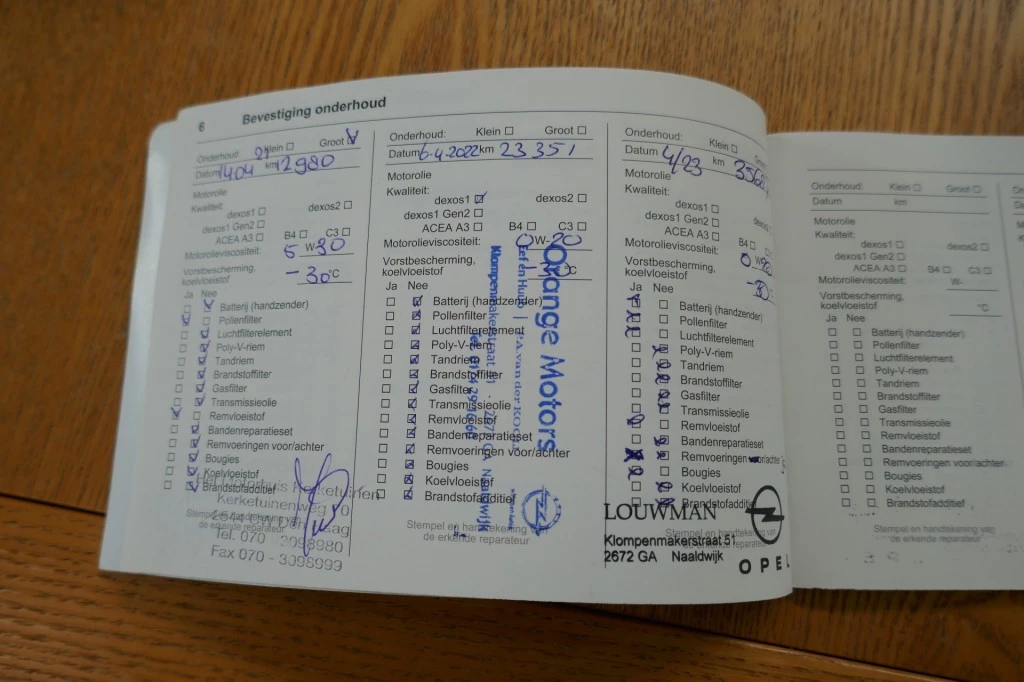 6 Bevestiging onderhoud
Onderhoud Klein Groot
Datum 1404 21 km 12980
Motorolie
Kwaliteit:
dexos1 dexos2
dexos1 Gen2
ACEA A3 B4 C3
Motorolieviscositeit: 5 W- 30
Vorstbescherming,
koelvloeistof - 30 °C
Ja Nee
Batterij (handzender)
Pollenfilter
Luchtfilterelement
Poly-V-riem
Tandriem
Brandstoffilter
Gasfilter
Transmissieolie
Remvloeistof
Bandenreparatieset
Remvoeringen voor/achter
Bougies
Koelvloeistof
Brandstofadditief
Stempel en handtekening van
de erkende reparateur
Kerketuinenweg
Tel. 070
Fax 070 - 3098999
Onderhoud: Klein Groot
Datum 6-4-2022 km 23351
Motorolie
Kwaliteit:
dexos1 dexos2
dexos1 Gen2
ACEA A3 B4 C3
Motorolieviscositeit: 0 W- 20
Vorstbescherming,
koelvloeistof °C
Ja Nee
Batterij (handzender)
Pollenfilter
Luchtfilterelement
Poly-V-riem
Tandriem
Brandstoffilter
Gasfilter
Transmissieolie
Remvloeistof
Bandenreparatieset
Remvoeringen voor/achter
Bougies
Koelvloeistof
Brandstofadditief
Stempel en handtekening
de erkende reparateur
Orange Motors
Naaldwijk
Onderhoud: Klein
Datum 4/23 km
Motorolie
Kwaliteit:
dexos1
dexos1 Gen2
ACEA A3 B4
Motorolieviscositeit: 0 W-
Vorstbescherming,
koelvloeistof
Ja Nee
Batterij (handzender)
Pollenfilter
Luchtfilterelement
Poly-V-riem
Tandriem
Brandstoffilter
Gasfilter
Transmissieolie
Remvloeistof
Bandenreparatieset
Remvoeringen voor/achter
Bougies
Koelvloeistof
Brandstofadditief
Stempel en handtekening van
LOUWMAN
Klompenmakerstraat 51
2672 GA Naaldwijk
OPEL
Onderhoud: Klein Groot
Datum km
Motorolie
Kwaliteit:
dexos1 dexos2
dexos1 Gen2
ACEA A3 B4 C3
Motorolieviscositeit: W-
Vorstbescherming,
koelvloeistof °C
Ja Nee
Batterij (handzender)
Pollenfilter
Luchtfilterelement
Poly-V-riem
Tandriem
Brandstoffilter
Gasfilter
Transmissieolie
Remvloeistof
Bandenreparatieset
Remvoeringen voor/achter
Bougies
Koelvloeistof
Brandstofadditief
Stempel en handtekening van
de erkende reparateur